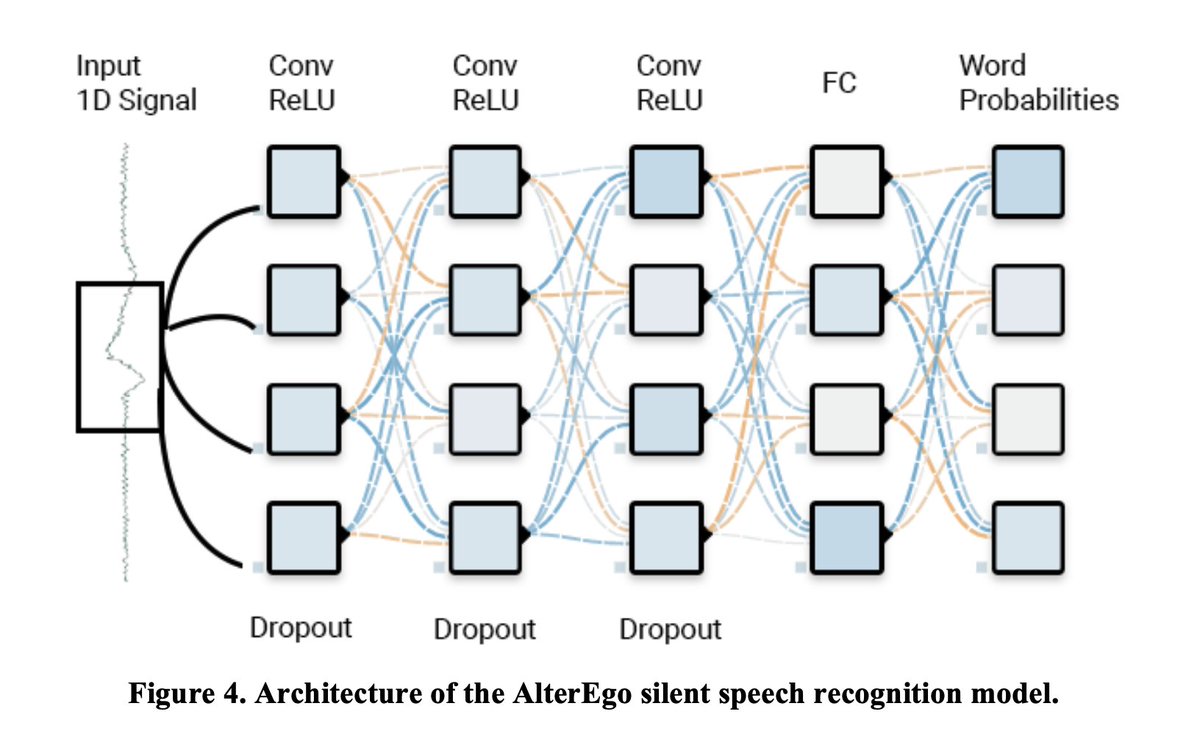 Input
1D Signal
Conv
ReLU
Conv
ReLU
Conv
ReLU
FC
Word
Probabilities
Dropout
Dropout
Dropout
Figure 4. Architecture of the AlterEgo silent speech recognition model.